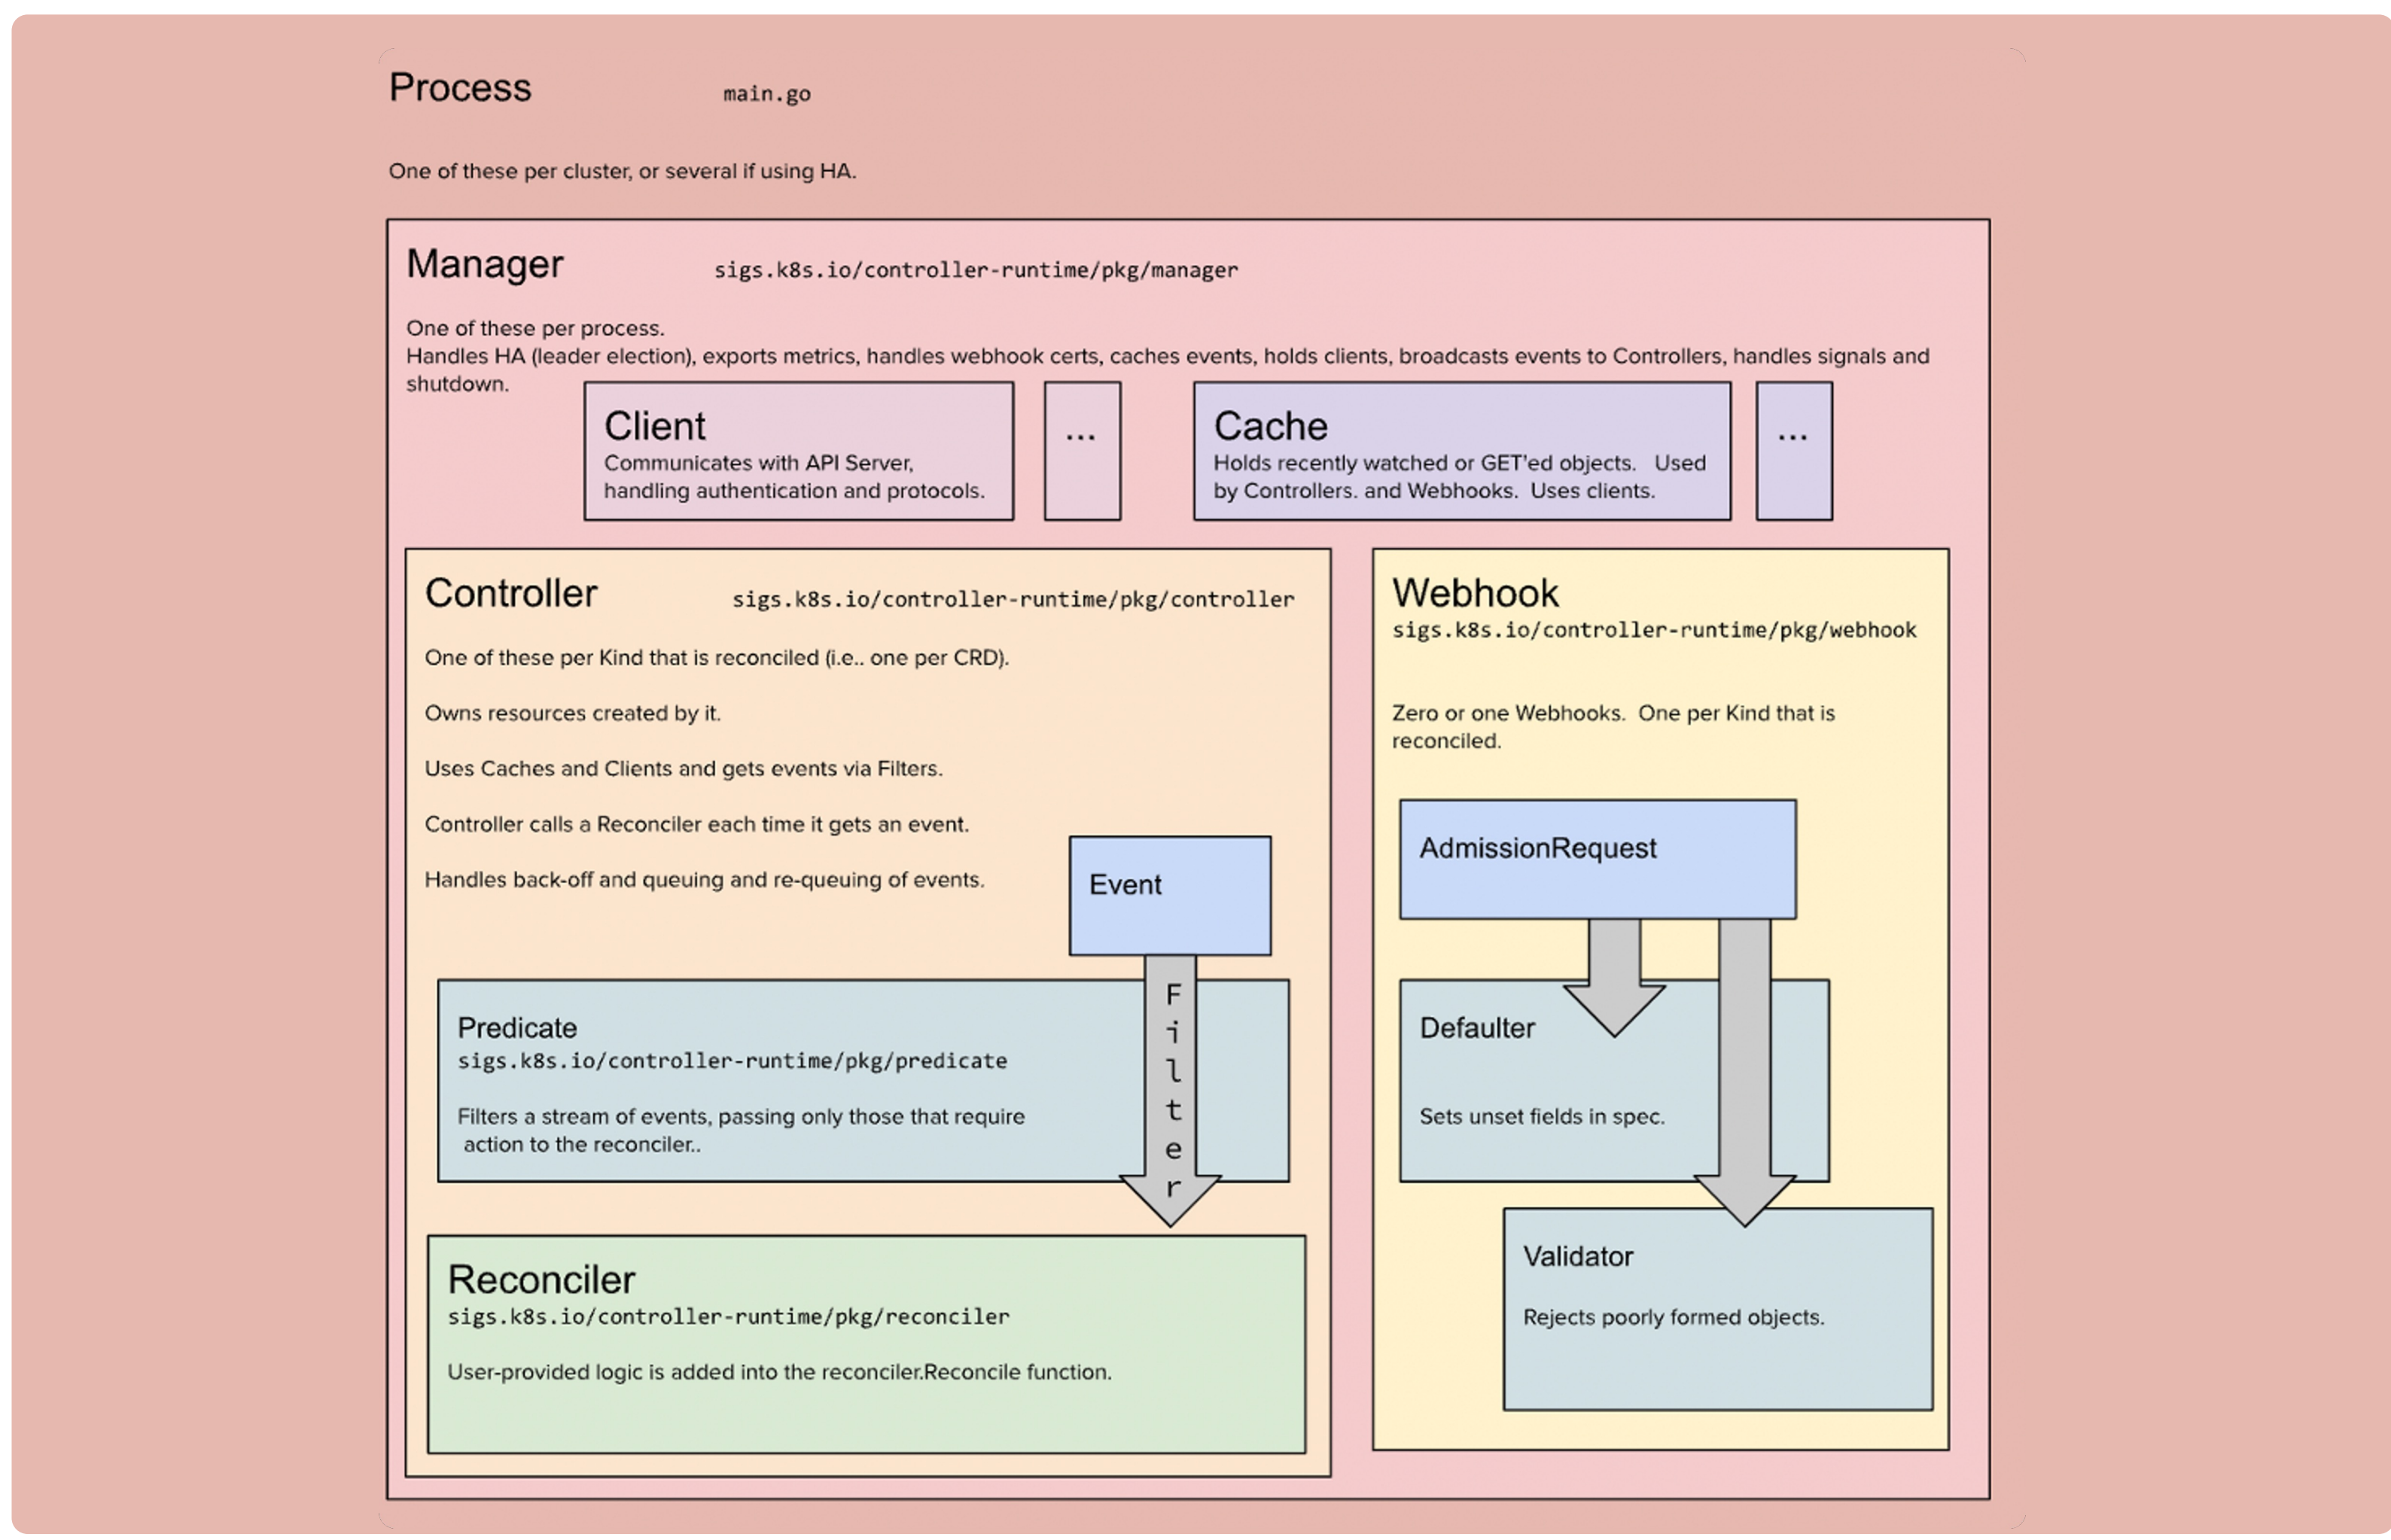 Process main.go
One of these per cluster, or several if using HA.
Manager sigs.k8s.io/controller-runtime/pkg/manager
One of these per process.
Handles HA (leader election), exports metrics, handles webhook certs, caches events, holds clients, broadcasts events to Controllers, handles signals and
shutdown.
Client
Communicates with API Server,
handling authentication and protocols.
...
Cache
Holds recently watched or GET'ed objects. Used
by Controllers. and Webhooks. Uses clients.
...
Controller sigs.k8s.io/controller-runtime/pkg/controller
One of these per Kind that is reconciled (i.e.. one per CRD).
Owns resources created by it.
Uses Caches and Clients and gets events via Filters.
Controller calls a Reconciler each time it gets an event.
Handles back-off and queuing and re-queuing of events.
Event
Filter
Predicate
sigs.k8s.io/controller-runtime/pkg/predicate
Filters a stream of events, passing only those that require
action to the reconciler..
Reconciler
sigs.k8s.io/controller-runtime/pkg/reconciler
User-provided logic is added into the reconciler.Reconcile function.
Webhook
sigs.k8s.io/controller-runtime/pkg/webhook
Zero or one Webhooks. One per Kind that is
reconciled.
AdmissionRequest
Defaulter
Sets unset fields in spec.
Validator
Rejects poorly formed objects.